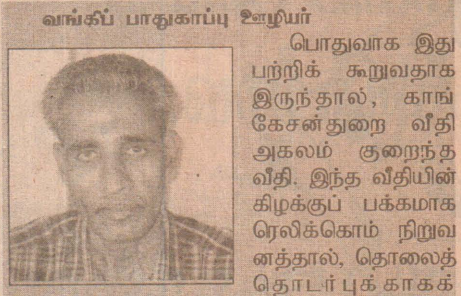 வங்கிப் பாதுகாப்பு ஊழியர்
பொதுவாக இது
பற்றிக் கூறுவதாக
இருந்தால், காங்
கேசன்துறை வீதி
அகலம் குறைந்த
வீதி. இந்த வீதியின்
கிழக்குப் பக்கமாக
ரெலிக்கொம் நிறுவ
னத்தால், தொலைத்
தொடர்புக்காகக்